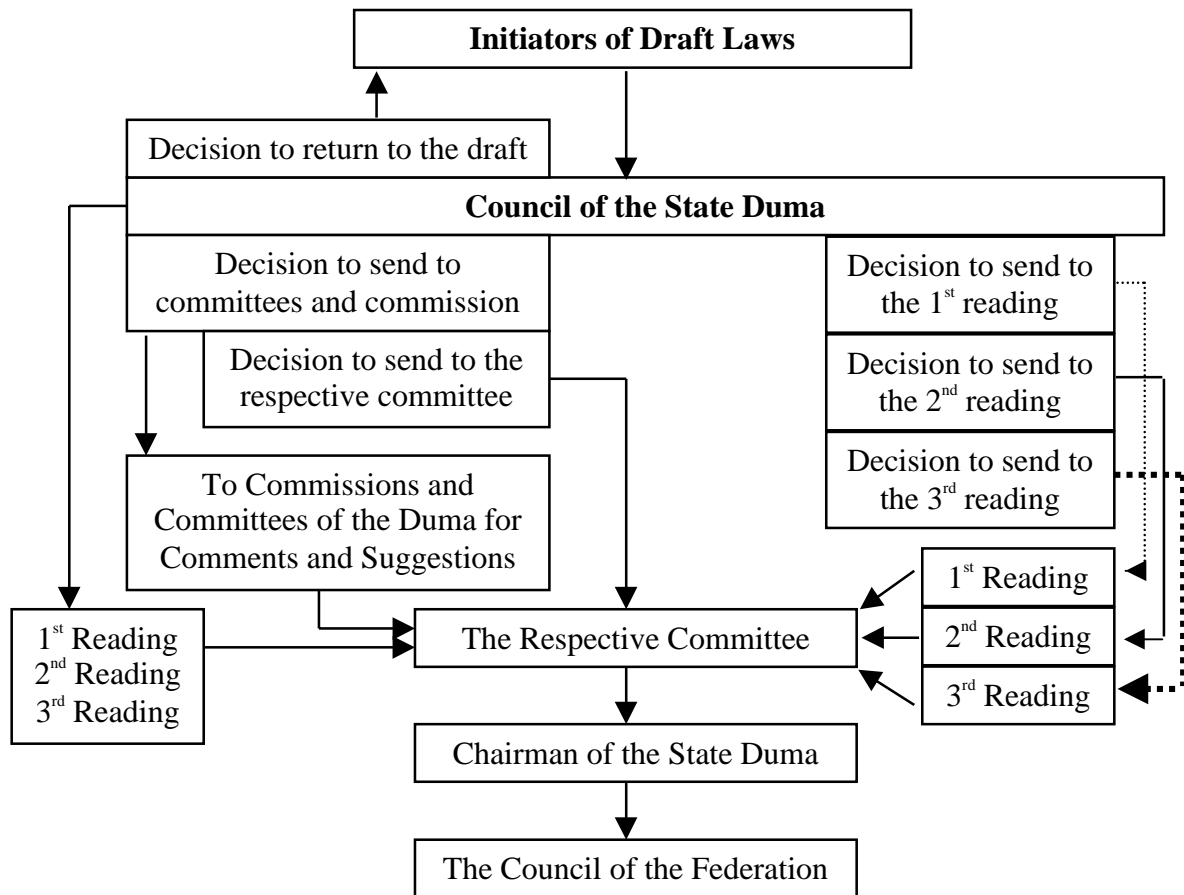 Initiators of Draft Laws
Decision to return to the draft
Council of the State Duma
Decision to send to
committees and commission
Decision to send to the
respective committee
Decision to send to
the 1st reading
Decision to send to
the 2nd reading
Decision to send to
the 3rd reading
To Commissions and
Committees of the Duma for
Comments and Suggestions
1st Reading
2nd Reading
3rd Reading
The Respective Committee
1st Reading
2nd Reading
3rd Reading
Chairman of the State Duma
The Council of the Federation